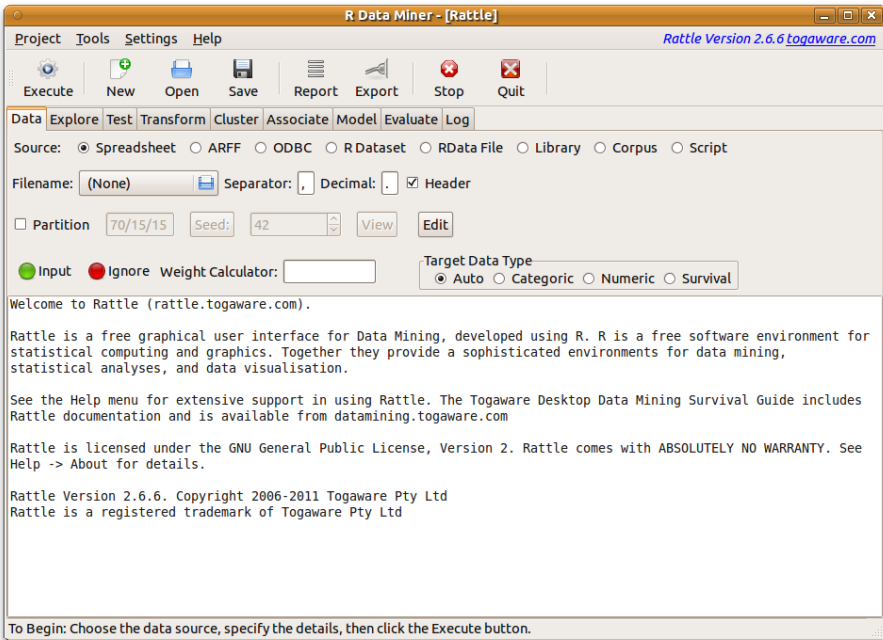 R Data Miner - [Rattle]
Project Tools Settings Help Rattle Version 2.6.6 togaware.com
Execute New Open Save Report Export Stop Quit
Data Explore Test Transform Cluster Associate Model Evaluate Log
Source: Spreadsheet ARFF ODBC R Dataset RData File Library Corpus Script
Filename: (None) Separator: , Decimal: . Header
Partition 70/15/15 Seed: 42 View Edit
Target Data Type
Input Ignore Weight Calculator: Auto Categoric Numeric Survival
Welcome to Rattle (rattle.togaware.com).
Rattle is a free graphical user interface for Data Mining, developed using R. R is a free software environment for
statistical computing and graphics. Together they provide a sophisticated environments for data mining,
statistical analyses, and data visualisation.
See the Help menu for extensive support in using Rattle. The Togaware Desktop Data Mining Survival Guide includes
Rattle documentation and is available from datamining.togaware.com
Rattle is licensed under the GNU General Public License, Version 2. Rattle comes with ABSOLUTELY NO WARRANTY. See
Help -> About for details.
Rattle Version 2.6.6. Copyright 2006-2011 Togaware Pty Ltd
Rattle is a registered trademark of Togaware Pty Ltd
To Begin: Choose the data source, specify the details, then click the Execute button.